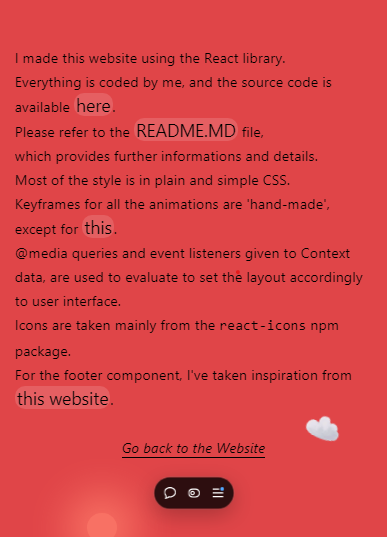 I made this website using the React library.
Everything is coded by me, and the source code is
available here.
Please refer to the README.MD file,
which provides further informations and details.
Most of the style is in plain and simple CSS.
Keyframes for all the animations are 'hand-made',
except for this.
@media queries and event listeners given to Context
data, are used to evaluate to set the layout accordingly
to user interface.
Icons are taken mainly from the react-icons npm
package.
For the footer component, I've taken inspiration from
this website.
Go back to the Website